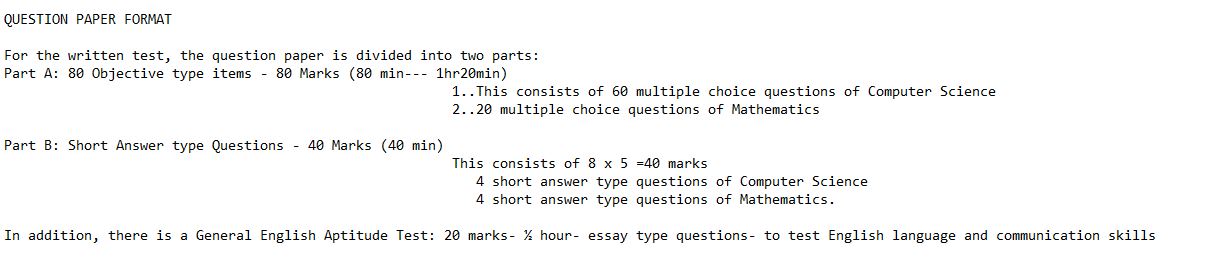 QUESTION PAPER FORMAT
For the written test, the question paper is divided into two parts:
Part A: 80 Objective type items - 80 Marks (80 min--- 1hr20min)
1..This consists of 60 multiple choice questions of Computer Science
2..20 multiple choice questions of Mathematics
Part B: Short Answer type Questions - 40 Marks (40 min)
This consists of 8 x 5 =40 marks
4 short answer type questions of Computer Science
4 short answer type questions of Mathematics.
In addition, there is a General English Aptitude Test: 20 marks- ½ hour- essay type questions- to test English language and communication skills